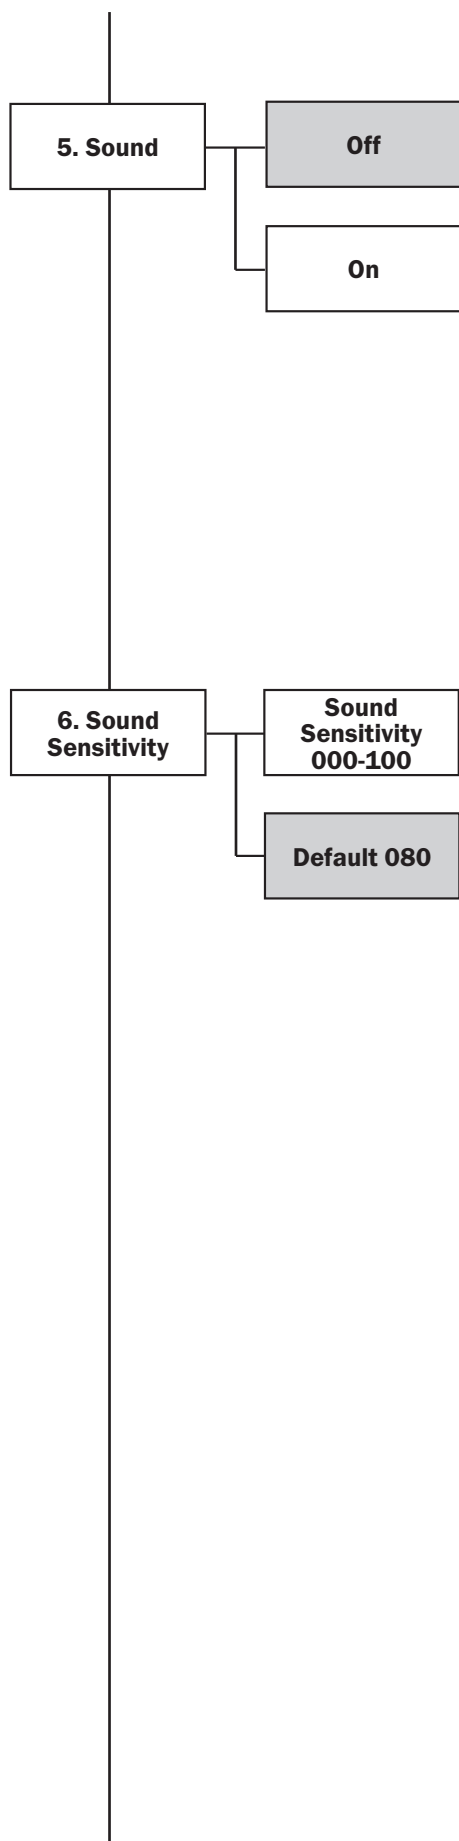 5. Sound
Off
On
6. Sound
Sensitivity
Sound
Sensitivity
000-100
Default 080